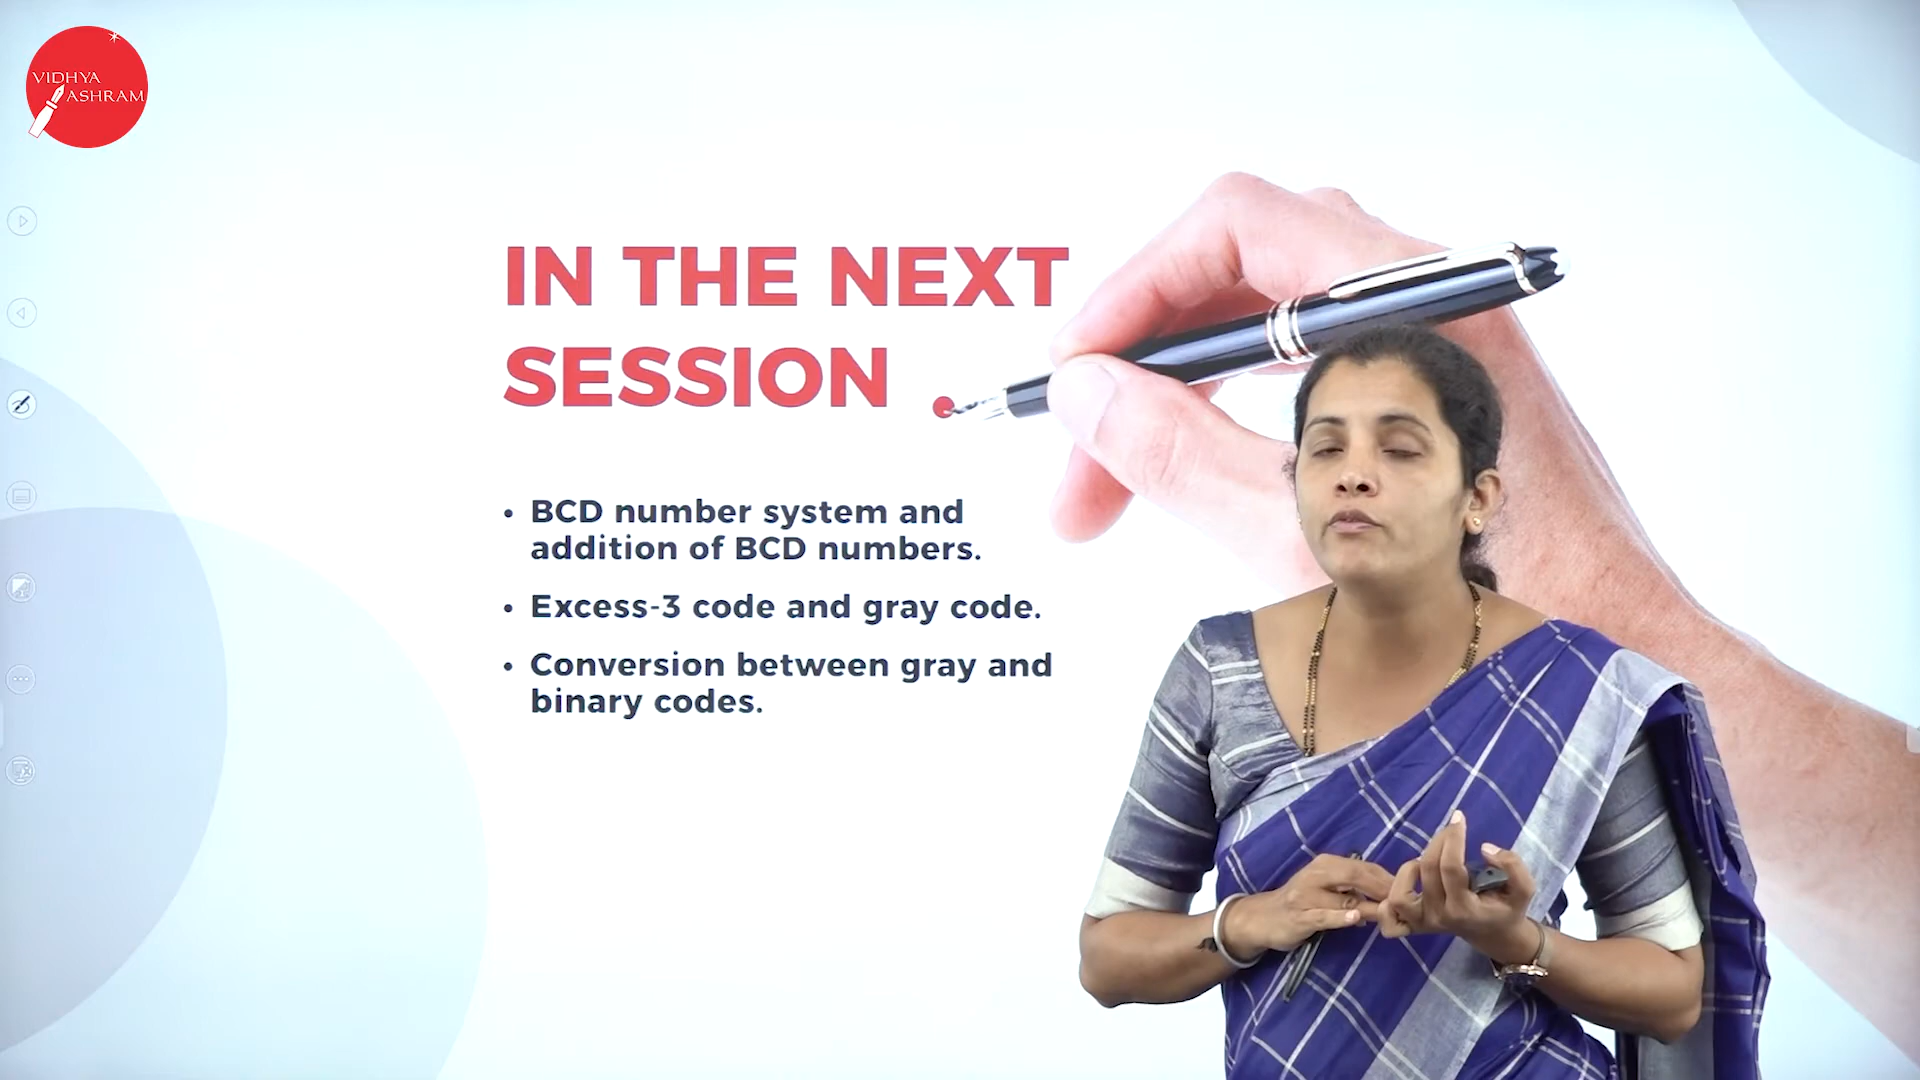 VIDHYA
ASHRAM
IN THE NEXT
SESSION
• BCD number system and
addition of BCD numbers.
• Excess-3 code and gray code.
• Conversion between gray and
binary codes.